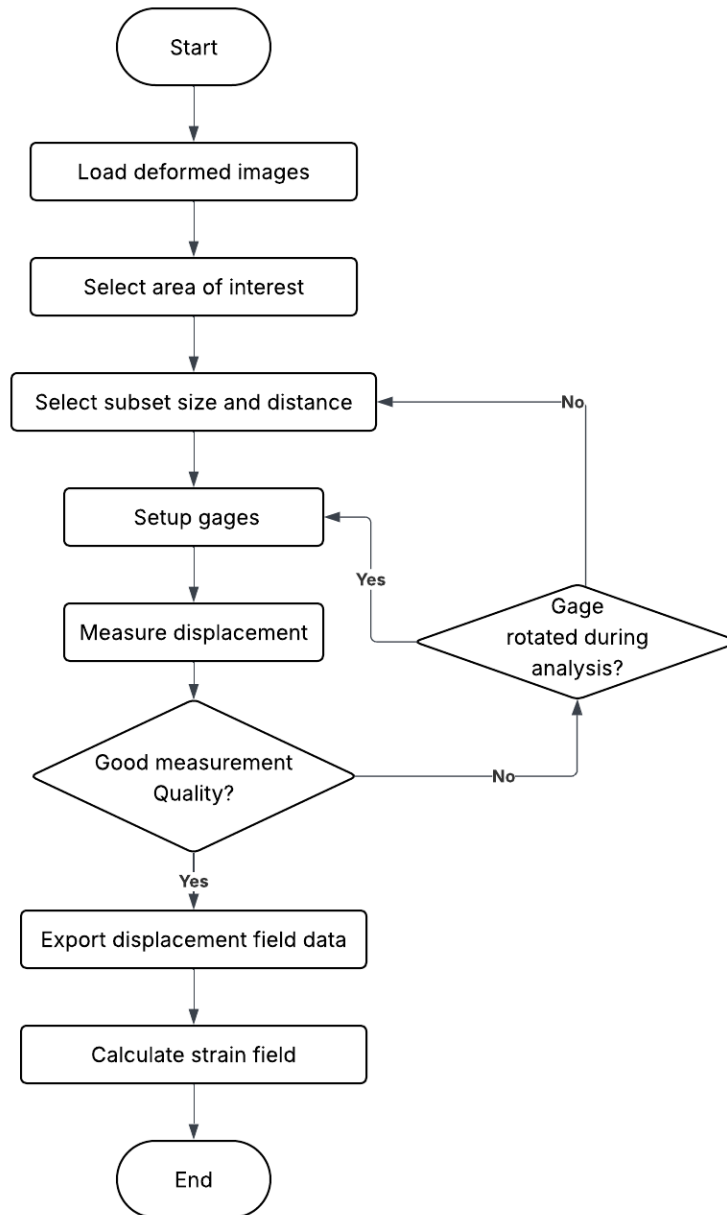 Start
Load deformed images
Select area of interest
Select subset size and distance
No
Setup gages
Yes
Gage
rotated during
analysis?
Measure displacement
Good measurement
Quality?
No
Yes
Export displacement field data
Calculate strain field
End